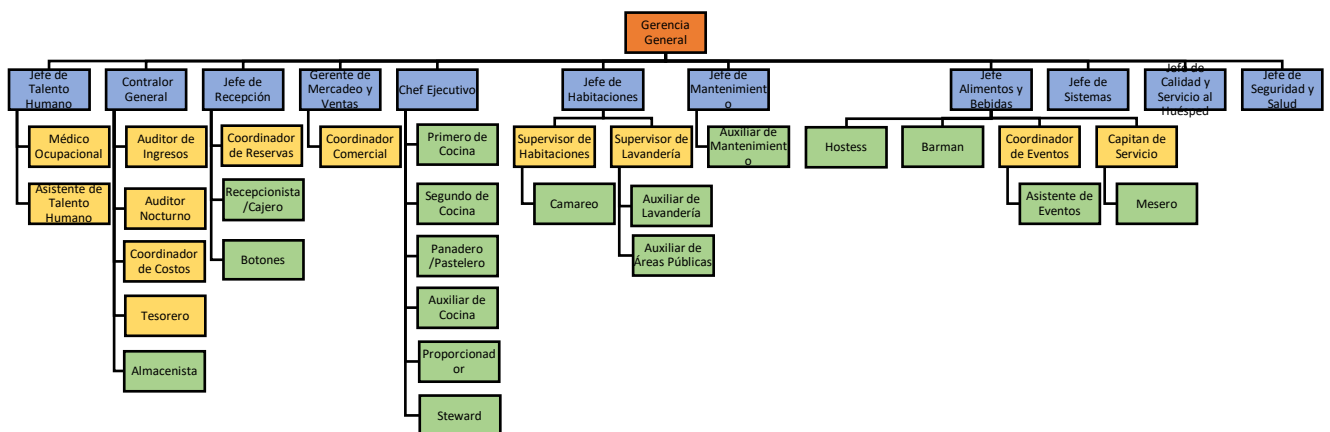 Gerencia
General
Jefe de
Talento
Humano
Contralor
General
Jefe de
Recepción
Gerente de
Mercadeo y
Ventas
Chef Ejecutivo
Jefe de
Habitaciones
Jefe de
Mantenimient
o
Jefe
Alimentos y
Bebidas
Jefe de
Sistemas
Jefe de
Calidad y
Servicio al
Huésped
Jefe de
Seguridad y
Salud
Médico
Ocupacional
Asistente de
Talento
Humano
Auditor de
Ingresos
Auditor
Nocturno
Coordinador
de Costos
Tesorero
Almacenista
Coordinador
de Reservas
Recepcionista
/Cajero
Botones
Coordinador
Comercial
Primero de
Cocina
Segundo de
Cocina
Panadero
/Pastelero
Auxiliar de
Cocina
Proporcionad
or
Steward
Supervisor de
Habitaciones
Camareo
Supervisor de
Lavandería
Auxiliar de
Lavandería
Auxiliar de
Áreas Públicas
Auxiliar de
Mantenimient
o
Hostess
Barman
Coordinador
de Eventos
Asistente de
Eventos
Capitan de
Servicio
Mesero